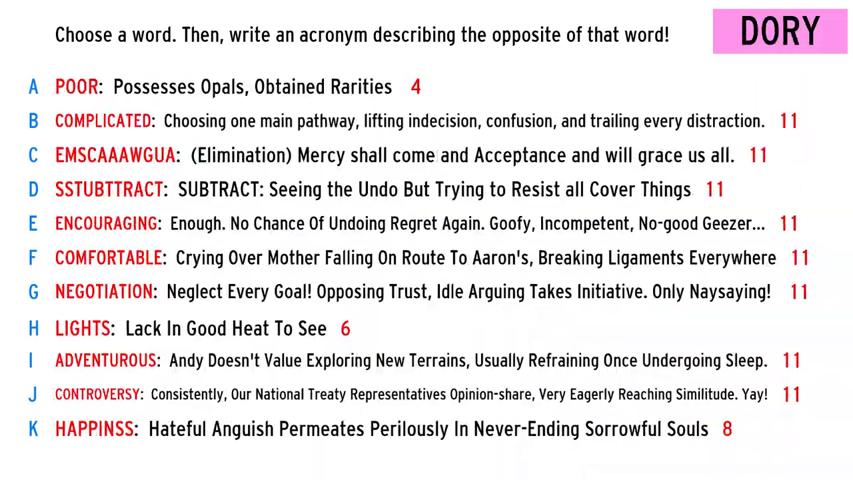 Choose a word. Then, write an acronym describing the opposite of that word!
DORY
A POOR: Possesses Opals, Obtained Rarities 4
B COMPLICATED: Choosing one main pathway, lifting indecision, confusion, and trailing every distraction. 11
C EMSCAAAWGUA: (Elimination) Mercy shall come and Acceptance and will grace us all. 11
D SSTUBTTRACT: SUBTRACT: Seeing the Undo But Trying to Resist all Cover Things 11
E ENCOURAGING: Enough. No Chance Of Undoing Regret Again. Goofy, Incompetent, No-good Geezer... 11
F COMFORTABLE: Crying Over Mother Falling On Route To Aaron's, Breaking Ligaments Everywhere 11
G NEGOTIATION: Neglect Every Goal! Opposing Trust, Idle Arguing Takes Initiative. Only Naysaying! 11
H LIGHTS: Lack In Good Heat To See 6
I ADVENTUROUS: Andy Doesn't Value Exploring New Terrains, Usually Refraining Once Undergoing Sleep. 11
J CONTROVERSY: Consistently, Our National Treaty Representatives Opinion-share, Very Eagerly Reaching Similitude. Yay! 11
K HAPPINSS: Hateful Anguish Permeates Perilously In Never-Ending Sorrowful Souls 8